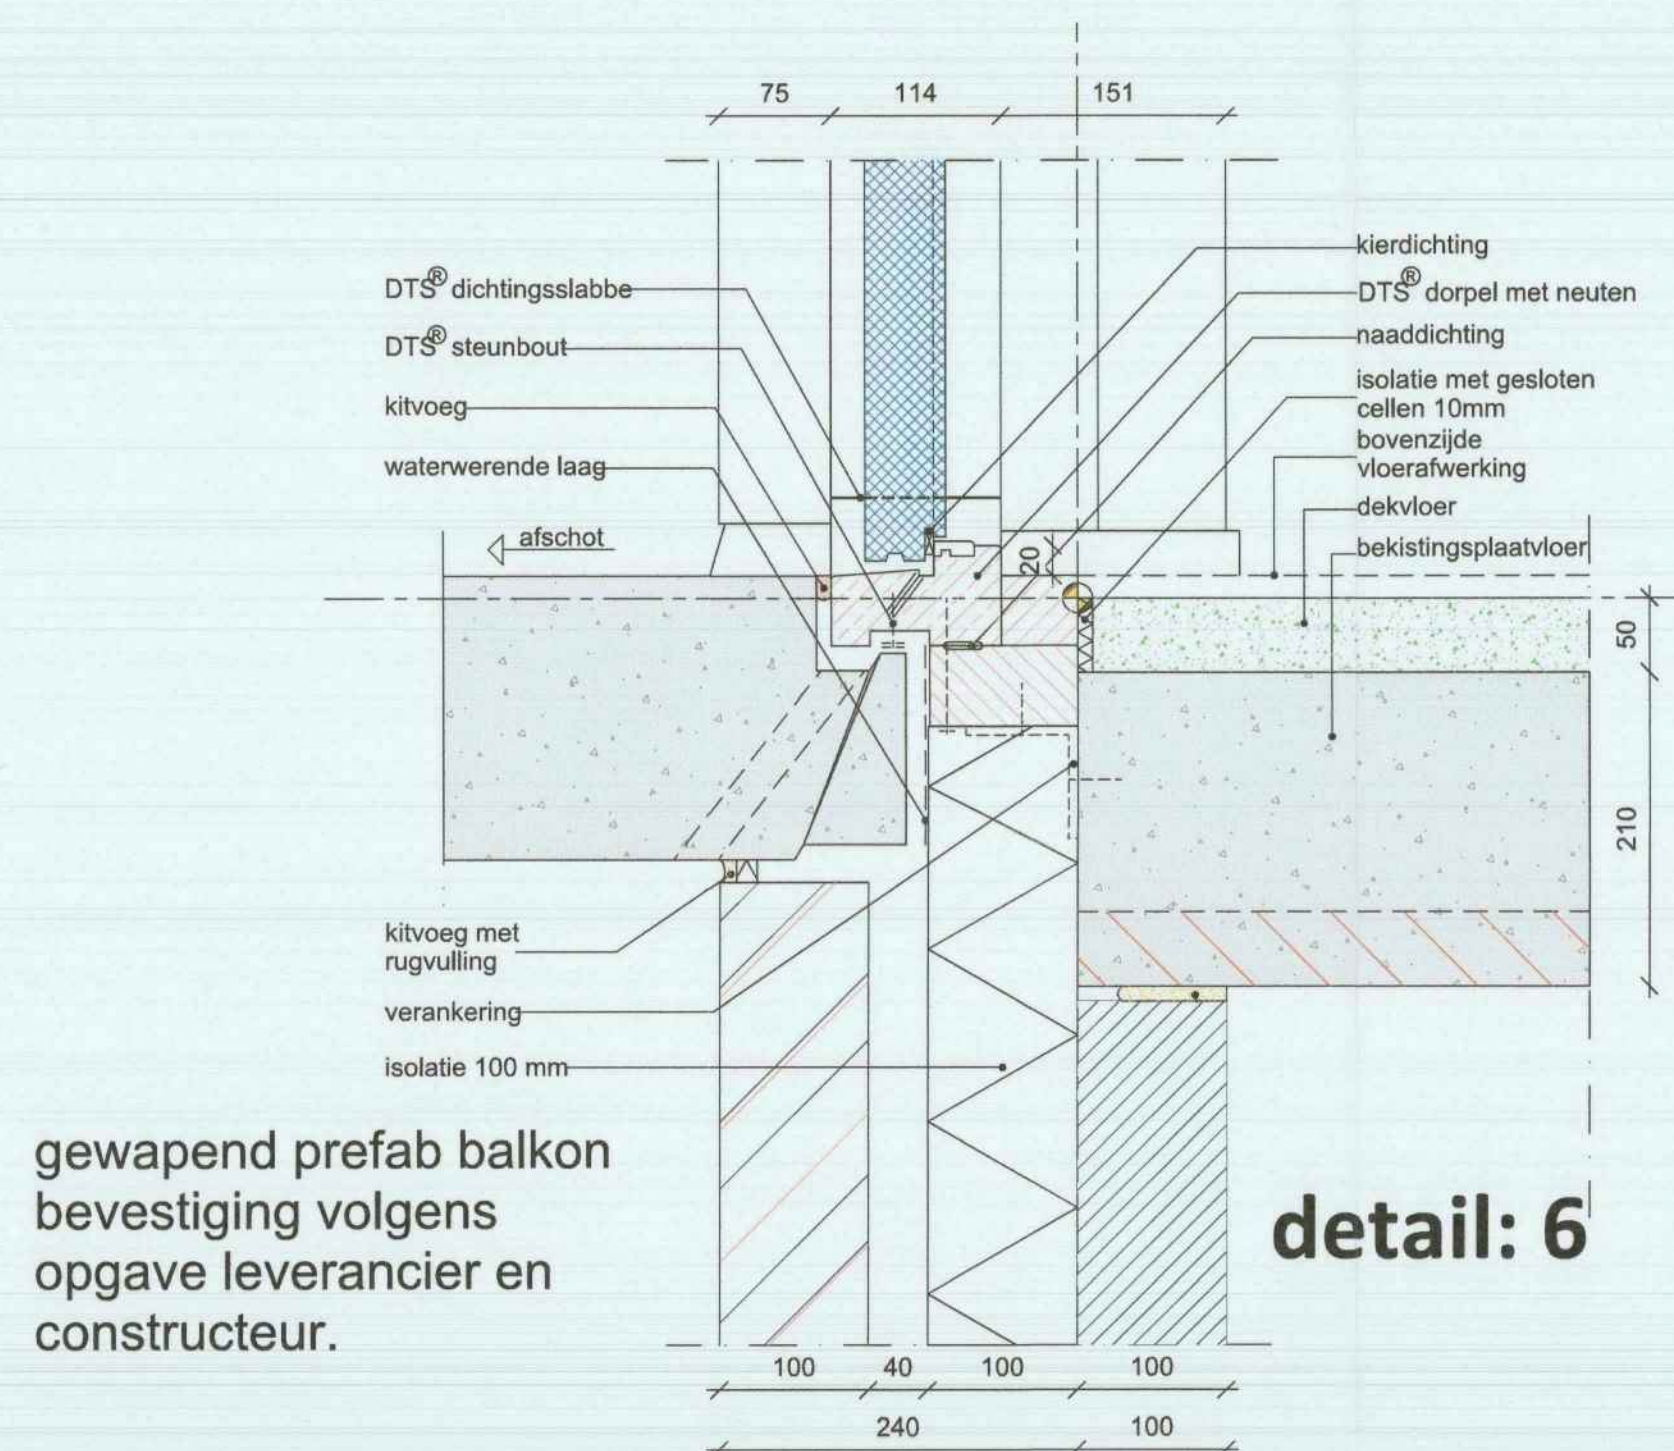 75 114 151
kierdichting
DTS® dichtingsslabbe
DTS® dorpel met neuten
DTS® steunbout
naaddichting
isolatie met gesloten
cellen 10mm
kitvoeg
bovenzijde
vloerafwerking
waterwerende laag
dekvloer
afschot
bekistingsplaatvloer
20
50
210
kitvoeg met
rugvulling
verankering
isolatie 100 mm
gewapend prefab balkon
bevestiging volgens
opgave leverancier en
constructeur.
detail: 6
100 40 100 100
240 100